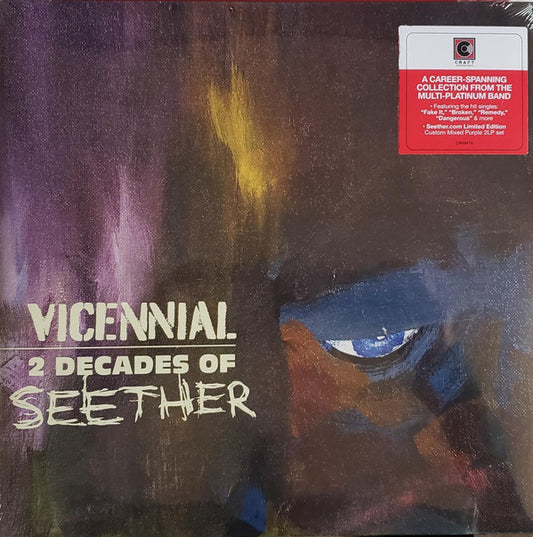 CRAFT
RECORDINGS
A CAREER-SPANNING
COLLECTION FROM THE
MULTI-PLATINUM BAND
• Featuring the hit singles:
"Fake It," "Broken," "Remedy,"
"Dangerous" & more
• Seether.com Limited Edition
Custom Mixed Purple 2LP set
VICENNIAL
2 DECADES OF
SEETHER